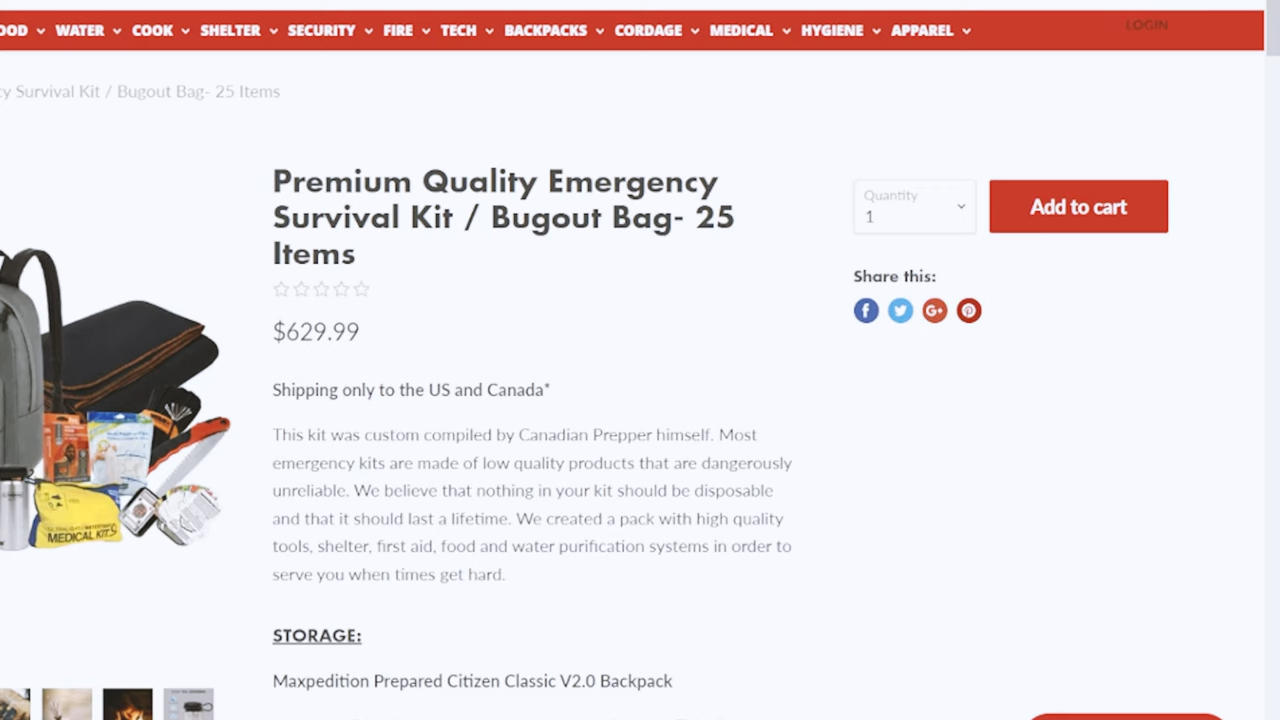 OOD WATER COOK SHELTER SECURITY FIRE TECH BACKPACKS CORDAGE MEDICAL HYGIENE APPAREL LOGIN
cy Survival Kit / Bugout Bag- 25 Items
Premium Quality Emergency
Survival Kit / Bugout Bag- 25
Items
$629.99
Shipping only to the US and Canada*
This kit was custom compiled by Canadian Prepper himself. Most
emergency kits are made of low quality products that are dangerously
unreliable. We believe that nothing in your kit should be disposable
and that it should last a lifetime. We created a pack with high quality
tools, shelter, first aid, food and water purification systems in order to
serve you when times get hard.
STORAGE:
Maxpedition Prepared Citizen Classic V2.0 Backpack
Quantity
1
Add to cart
Share this:
MEDICAL KIT